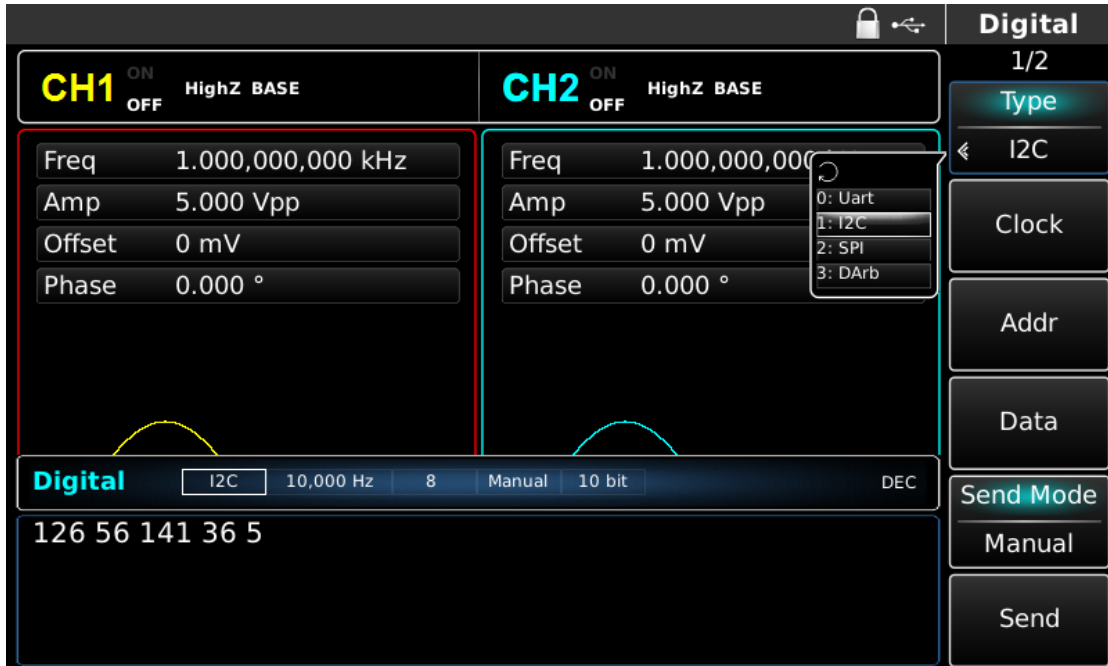 Digital
1/2
CH1 ON OFF HighZ BASE
CH2 ON OFF HighZ BASE
Freq 1.000,000,000 kHz
Amp 5.000 Vpp
Offset 0 mV
Phase 0.000 °
Freq 1.000,000,000
Amp 5.000 Vpp
Offset 0 mV
Phase 0.000 °
0: Uart
1: I2C
2: SPI
3: DArb
Type
I2C
Clock
Addr
Data
Send Mode
Manual
Send
Digital I2C 10,000 Hz 8 Manual 10 bit DEC
126 56 141 36 5